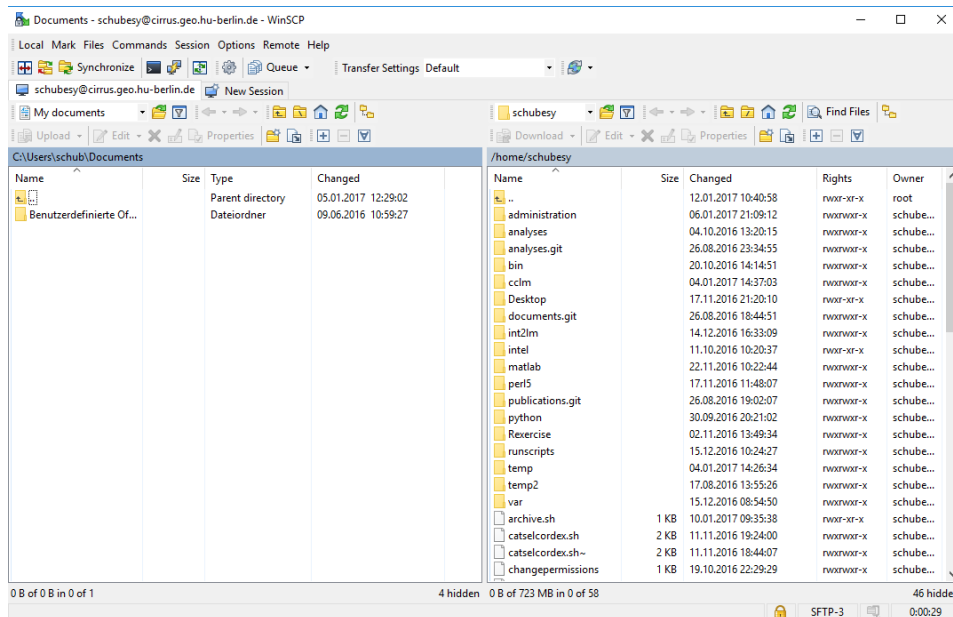 Documents - schubesy@cirrus.geo.hu-berlin.de - WinSCP
Local Mark Files Commands Session Options Remote Help
Synchronize Queue Transfer Settings Default
schubesy@cirrus.geo.hu-berlin.de New Session
My documents
Upload Edit Properties
C:\Users\schub\Documents
Name Size Type Changed
.. Parent directory 05.01.2017 12:29:02
Benutzerdefinierte Of... Dateiordner 09.06.2016 10:59:27
0 B of 0 B in 0 of 1 4 hidden
schubesy Find Files
Download Edit Properties
/home/schubesy
Name Size Changed Rights Owner
.. 12.01.2017 10:40:58 rwxr-xr-x root
administration 06.01.2017 21:09:12 rwxrwxr-x schube...
analyses 04.10.2016 13:20:15 rwxrwxr-x schube...
analyses.git 26.08.2016 23:34:55 rwxrwxr-x schube...
bin 20.10.2016 14:14:51 rwxrwxr-x schube...
cclm 04.01.2017 14:37:03 rwxrwxr-x schube...
Desktop 17.11.2016 21:20:10 rwxr-xr-x schube...
documents.git 26.08.2016 18:44:51 rwxrwxr-x schube...
int2lm 14.12.2016 16:33:09 rwxrwxr-x schube...
intel 11.10.2016 10:20:37 rwxr-xr-x schube...
matlab 22.11.2016 10:22:44 rwxrwxr-x schube...
perl5 17.11.2016 11:48:07 rwxrwxr-x schube...
publications.git 26.08.2016 19:02:07 rwxrwxr-x schube...
python 30.09.2016 20:21:02 rwxrwxr-x schube...
Rexercise 02.11.2016 13:49:34 rwxrwxr-x schube...
runscripts 15.12.2016 10:24:27 rwxrwxr-x schube...
temp 04.01.2017 14:26:34 rwxrwxr-x schube...
temp2 17.08.2016 13:55:26 rwxrwxr-x schube...
var 15.12.2016 08:54:50 rwxrwxr-x schube...
archive.sh 1 KB 10.01.2017 09:35:38 rwxr-xr-x schube...
catselcordex.sh 2 KB 11.11.2016 19:24:00 rwxrwxr-x schube...
catselcordex.sh~ 2 KB 11.11.2016 18:44:07 rwxrwxr-x schube...
changepermissions 1 KB 19.10.2016 22:29:29 rwxrwxr-x schube...
0 B of 723 MB in 0 of 58 46 hidde
SFTP-3 0:00:29